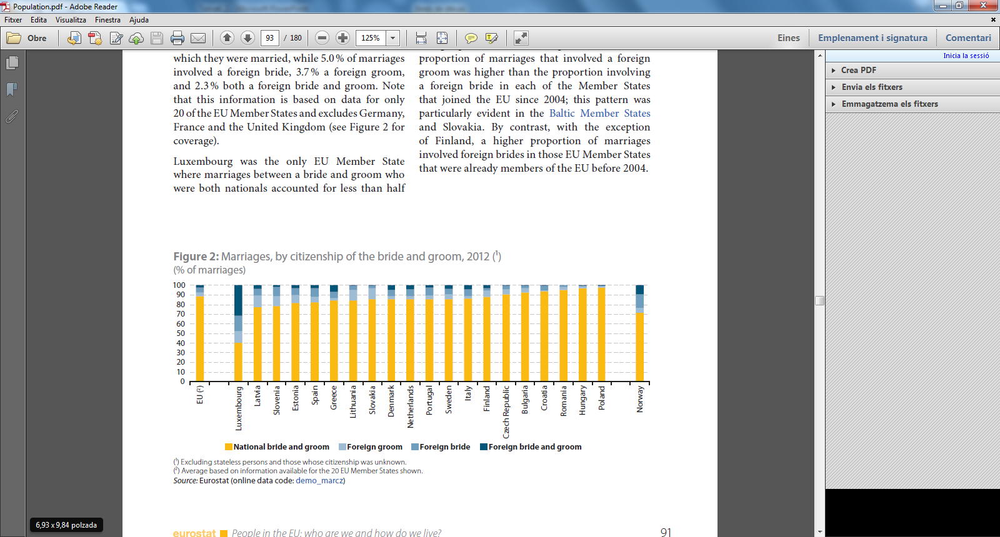 Population.pdf - Adobe Reader
Fitxer Edita Visualitza Finestra Ajuda
Obre 93 / 180 125% Eines Emplenament i signatura Comentari
Inicia la sessió
Crea PDF
Envia els fitxers
Emmagatzema els fitxers
which they were married, while 5.0 % of marriages
involved a foreign bride, 3.7 % a foreign groom,
and 2.3 % both a foreign bride and groom. Note
that this information is based on data for only
20 of the EU Member States and excludes Germany,
France and the United Kingdom (see Figure 2 for
coverage).
Luxembourg was the only EU Member State
where marriages between a bride and groom who
were both nationals accounted for less than half
proportion of marriages that involved a foreign
groom was higher than the proportion involving
a foreign bride in each of the Member States
that joined the EU since 2004; this pattern was
particularly evident in the Baltic Member States
and Slovakia. By contrast, with the exception
of Finland, a higher proportion of marriages
involved foreign brides in those EU Member States
that were already members of the EU before 2004.
Figure 2: Marriages, by citizenship of the bride and groom, 2012 (¹)
(% of marriages)
100
90
80
70
60
50
40
30
20
10
0
EU (²)
Luxembourg
Latvia
Slovenia
Estonia
Spain
Greece
Lithuania
Slovakia
Denmark
Netherlands
Portugal
Sweden
Italy
Finland
Czech Republic
Bulgaria
Croatia
Romania
Hungary
Poland
Norway
National bride and groom Foreign groom Foreign bride Foreign bride and groom
(¹) Excluding stateless persons and those whose citizenship was unknown.
(²) Average based on information available for the 20 EU Member States shown.
Source: Eurostat (online data code: demo_marcz)
6,93 x 9,84 polzada
eurostat People in the EU: who are we and how do we live? 91